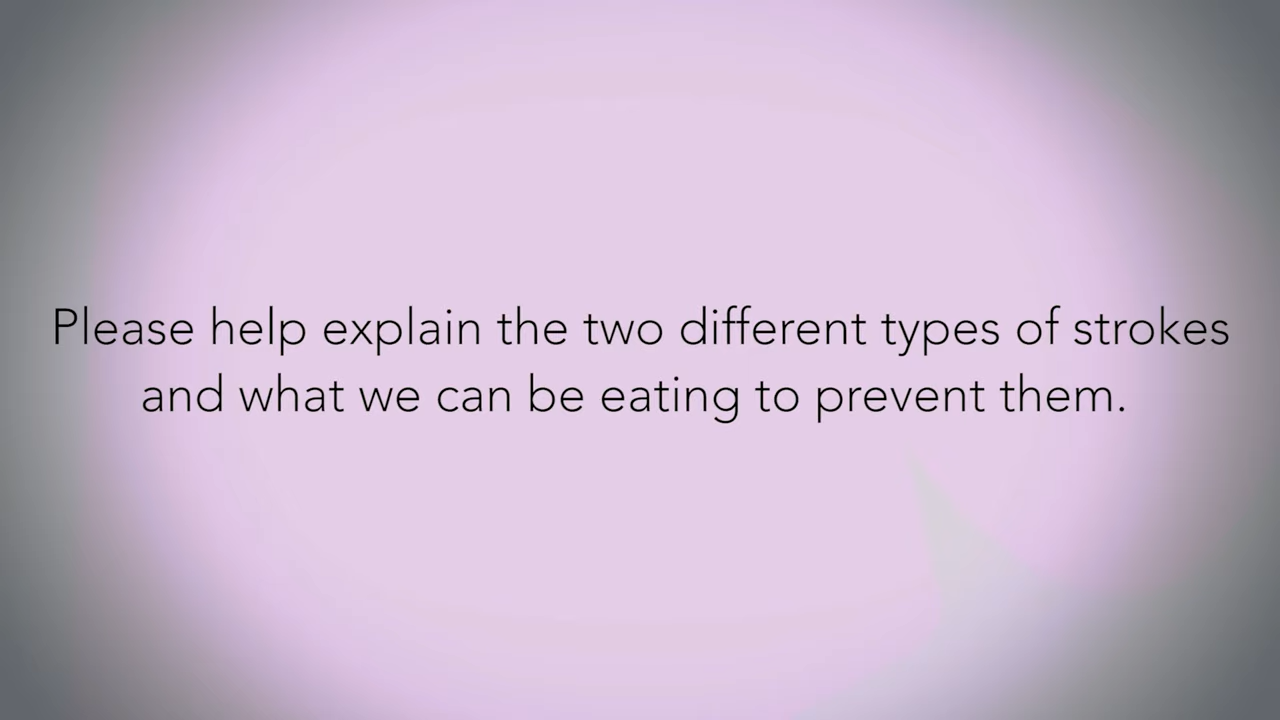 Please help explain the two different types of strokes
and what we can be eating to prevent them.